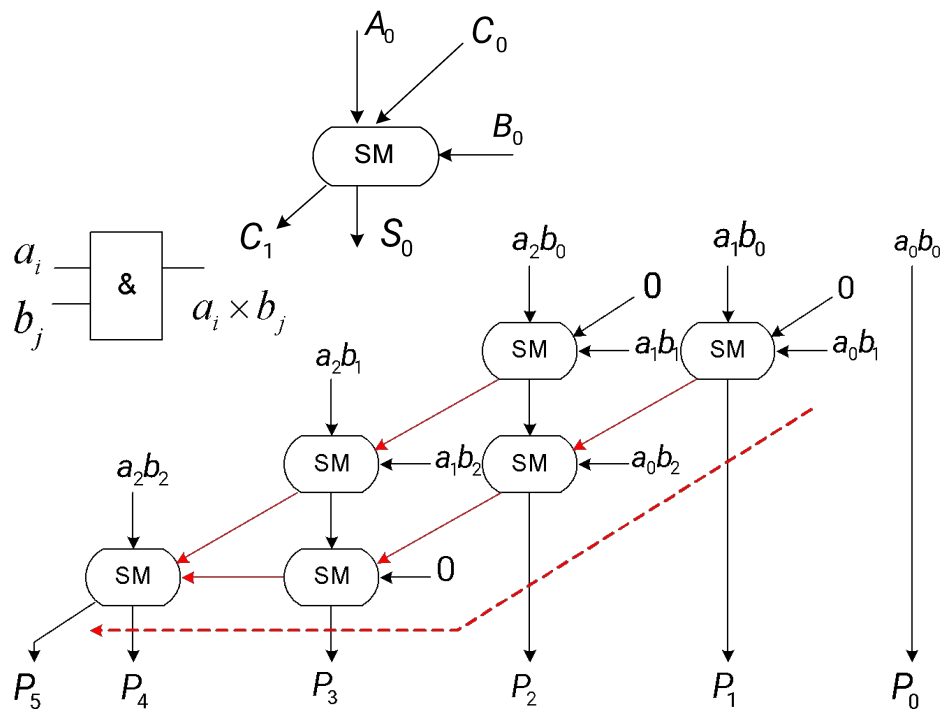 A₀ C₀
B₀
SM
C₁ S₀
aᵢ
bⱼ & aᵢ × bⱼ
a₂b₀ a₁b₀ a₀b₀
0 0
SM a₁b₁ SM a₀b₁
a₂b₁
SM a₁b₂ SM a₀b₂
a₂b₂
SM SM 0
P₅ P₄ P₃ P₂ P₁ P₀